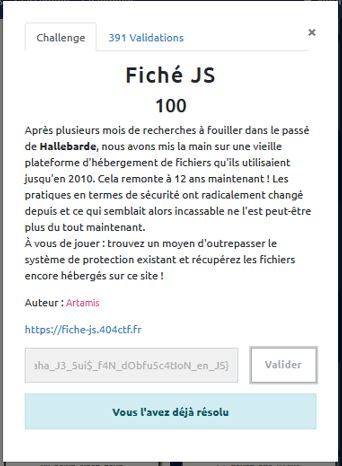 Challenge
391 Validations
×
Fiché JS
100
Après plusieurs mois de recherches à fouiller dans le passé
de Hallebarde, nous avons mis la main sur une vieille
plateforme d'hébergement de fichiers qu'ils utilisaient
jusqu'en 2010. Cela remonte à 12 ans maintenant ! Les
pratiques en termes de sécurité ont radicalement changé
depuis et ce qui semblait alors incassable ne l'est peut-être
plus du tout maintenant.
À vous de jouer : trouvez un moyen d'outrepasser le
système de protection existant et récupérez les fichiers
encore hébergés sur ce site !
Auteur : Artamis
https://fiche-js.404ctf.fr
aha_J3_5ui$_f4N_dObfu5c4tIoN_en_J5}
Valider
Vous l'avez déjà résolu